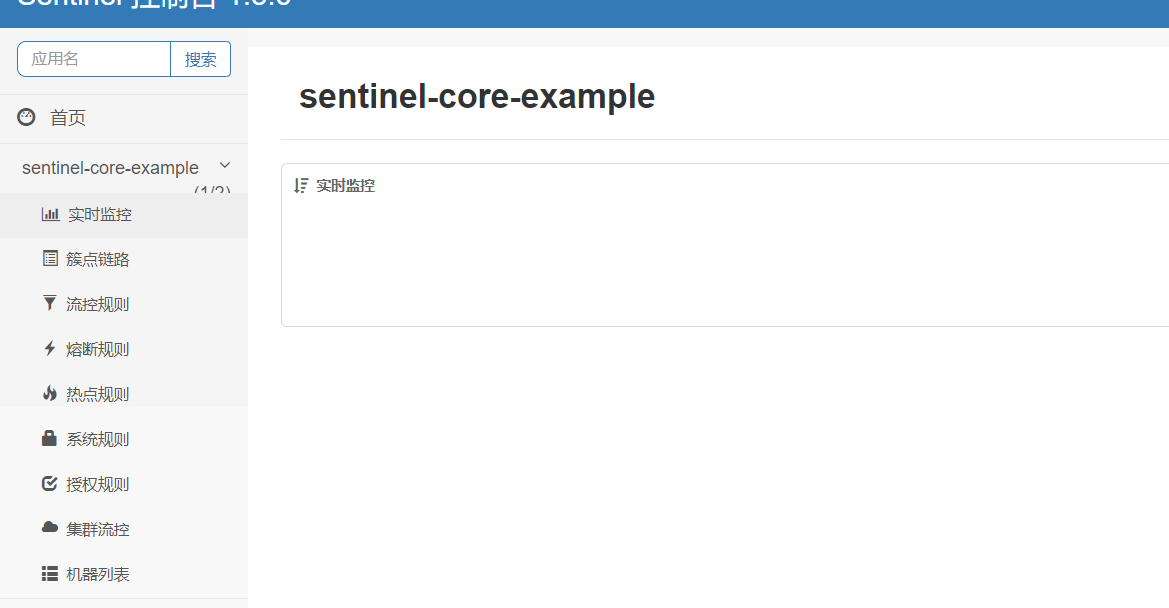 Sentinel 控制台
应用名
搜索
首页
sentinel-core-example
(1/2)
实时监控
簇点链路
流控规则
熔断规则
热点规则
系统规则
授权规则
集群流控
机器列表
sentinel-core-example
实时监控